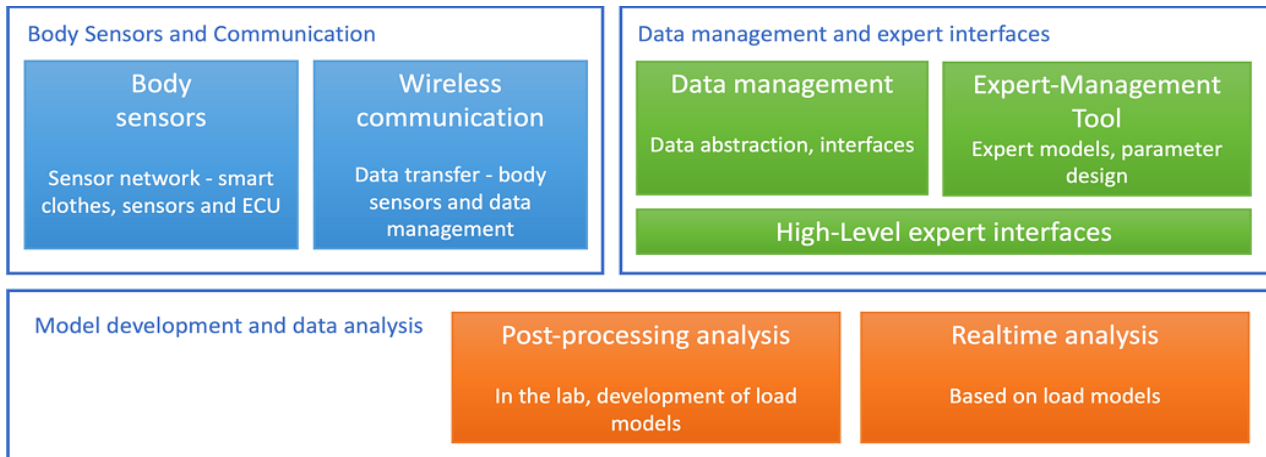 Body Sensors and Communication
Body
sensors
Sensor network - smart
clothes, sensors and ECU
Wireless
communication
Data transfer - body
sensors and data
management
Data management and expert interfaces
Data management
Data abstraction, interfaces
Expert-Management
Tool
Expert models, parameter
design
High-Level expert interfaces
Model development and data analysis
Post-processing analysis
In the lab, development of load
models
Realtime analysis
Based on load models